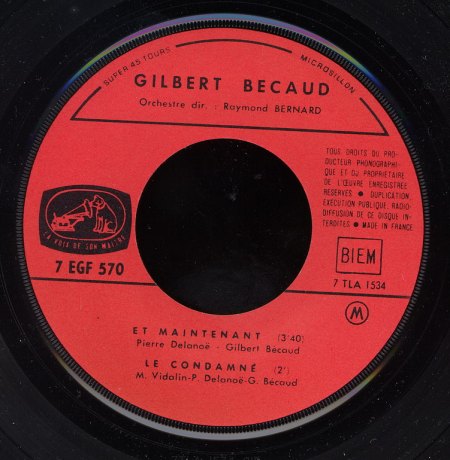 SUPER 45 TOURS
MICROSILLON
GILBERT BECAUD
Orchestre dir. : Raymond BERNARD
TOUS DROITS DU PRO-
DUCTEUR PHONOGRAPHI-
QUE ET DU PROPRIETAIRE
DE L'ŒUVRE ENREGISTREE
RESERVES ● DUPLICATION,
EXECUTION PUBLIQUE, RADIO-
DIFFUSION DE CE DISQUE IN-
TERDITES ● MADE IN FRANCE
LA VOIX DE SON MAITRE
7 EGF 570
BIEM
7 TLA 1534
M
ET MAINTENANT (3'40)
Pierre Delanoë - Gilbert Bécaud
LE CONDAMNÉ (2')
M. Vidalin-P. Delanoë-G. Bécaud